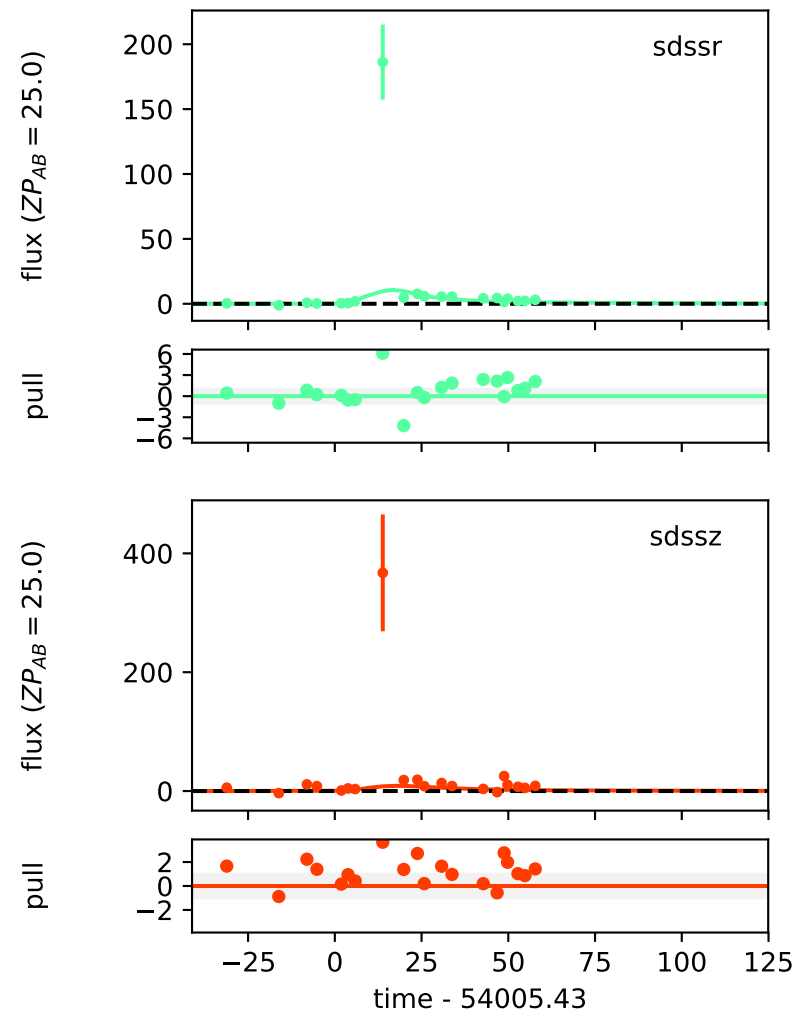 sdssr
flux (ZP_AB = 25.0)
200
150
100
50
0
pull
6
3
0
−3
−6
sdssz
flux (ZP_AB = 25.0)
400
200
0
pull
2
0
−2
−25 0 25 50 75 100 125
time - 54005.43